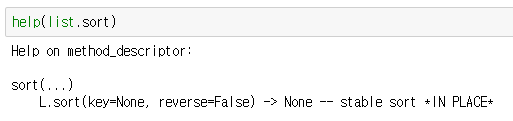 help(list.sort)
Help on method_descriptor:
sort(...)
L.sort(key=None, reverse=False) -> None -- stable sort *IN PLACE*